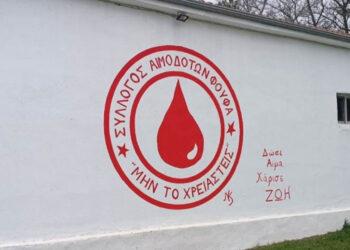 ΣΥΛΛΟΓΟΣ ΑΙΜΟΔΟΤΩΝ ΦΟΥΦΑ
"ΜΗΝ ΤΟ ΧΡΕΙΑΣΤΕΙΣ"
Δώσε
Αίμα
Χάρισε
ΖΩΗ